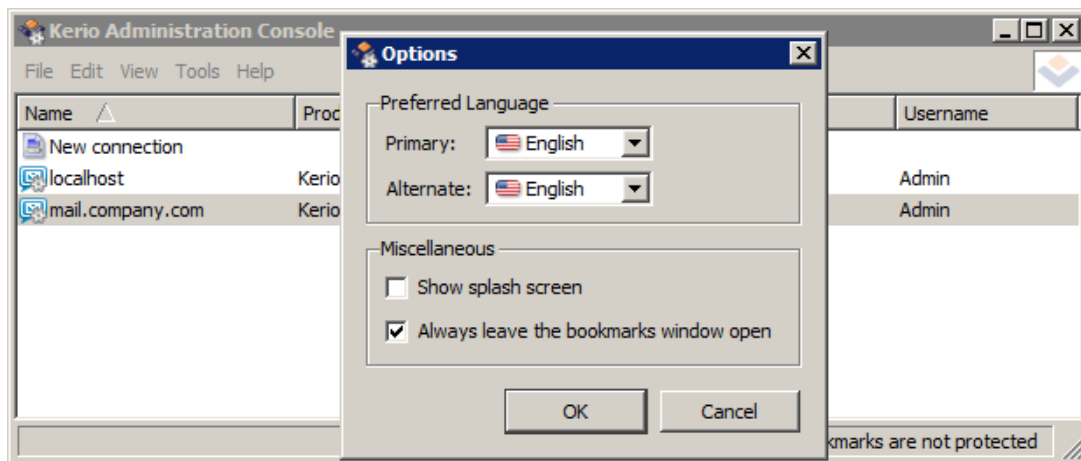 Kerio Administration Console
Options
File Edit View Tools Help
Name
Username
Preferred Language
Primary: English
Alternate: English
New connection
localhost Kerio Admin
mail.company.com Kerio Admin
Miscellaneous
Show splash screen
Always leave the bookmarks window open
OK Cancel
are not protected